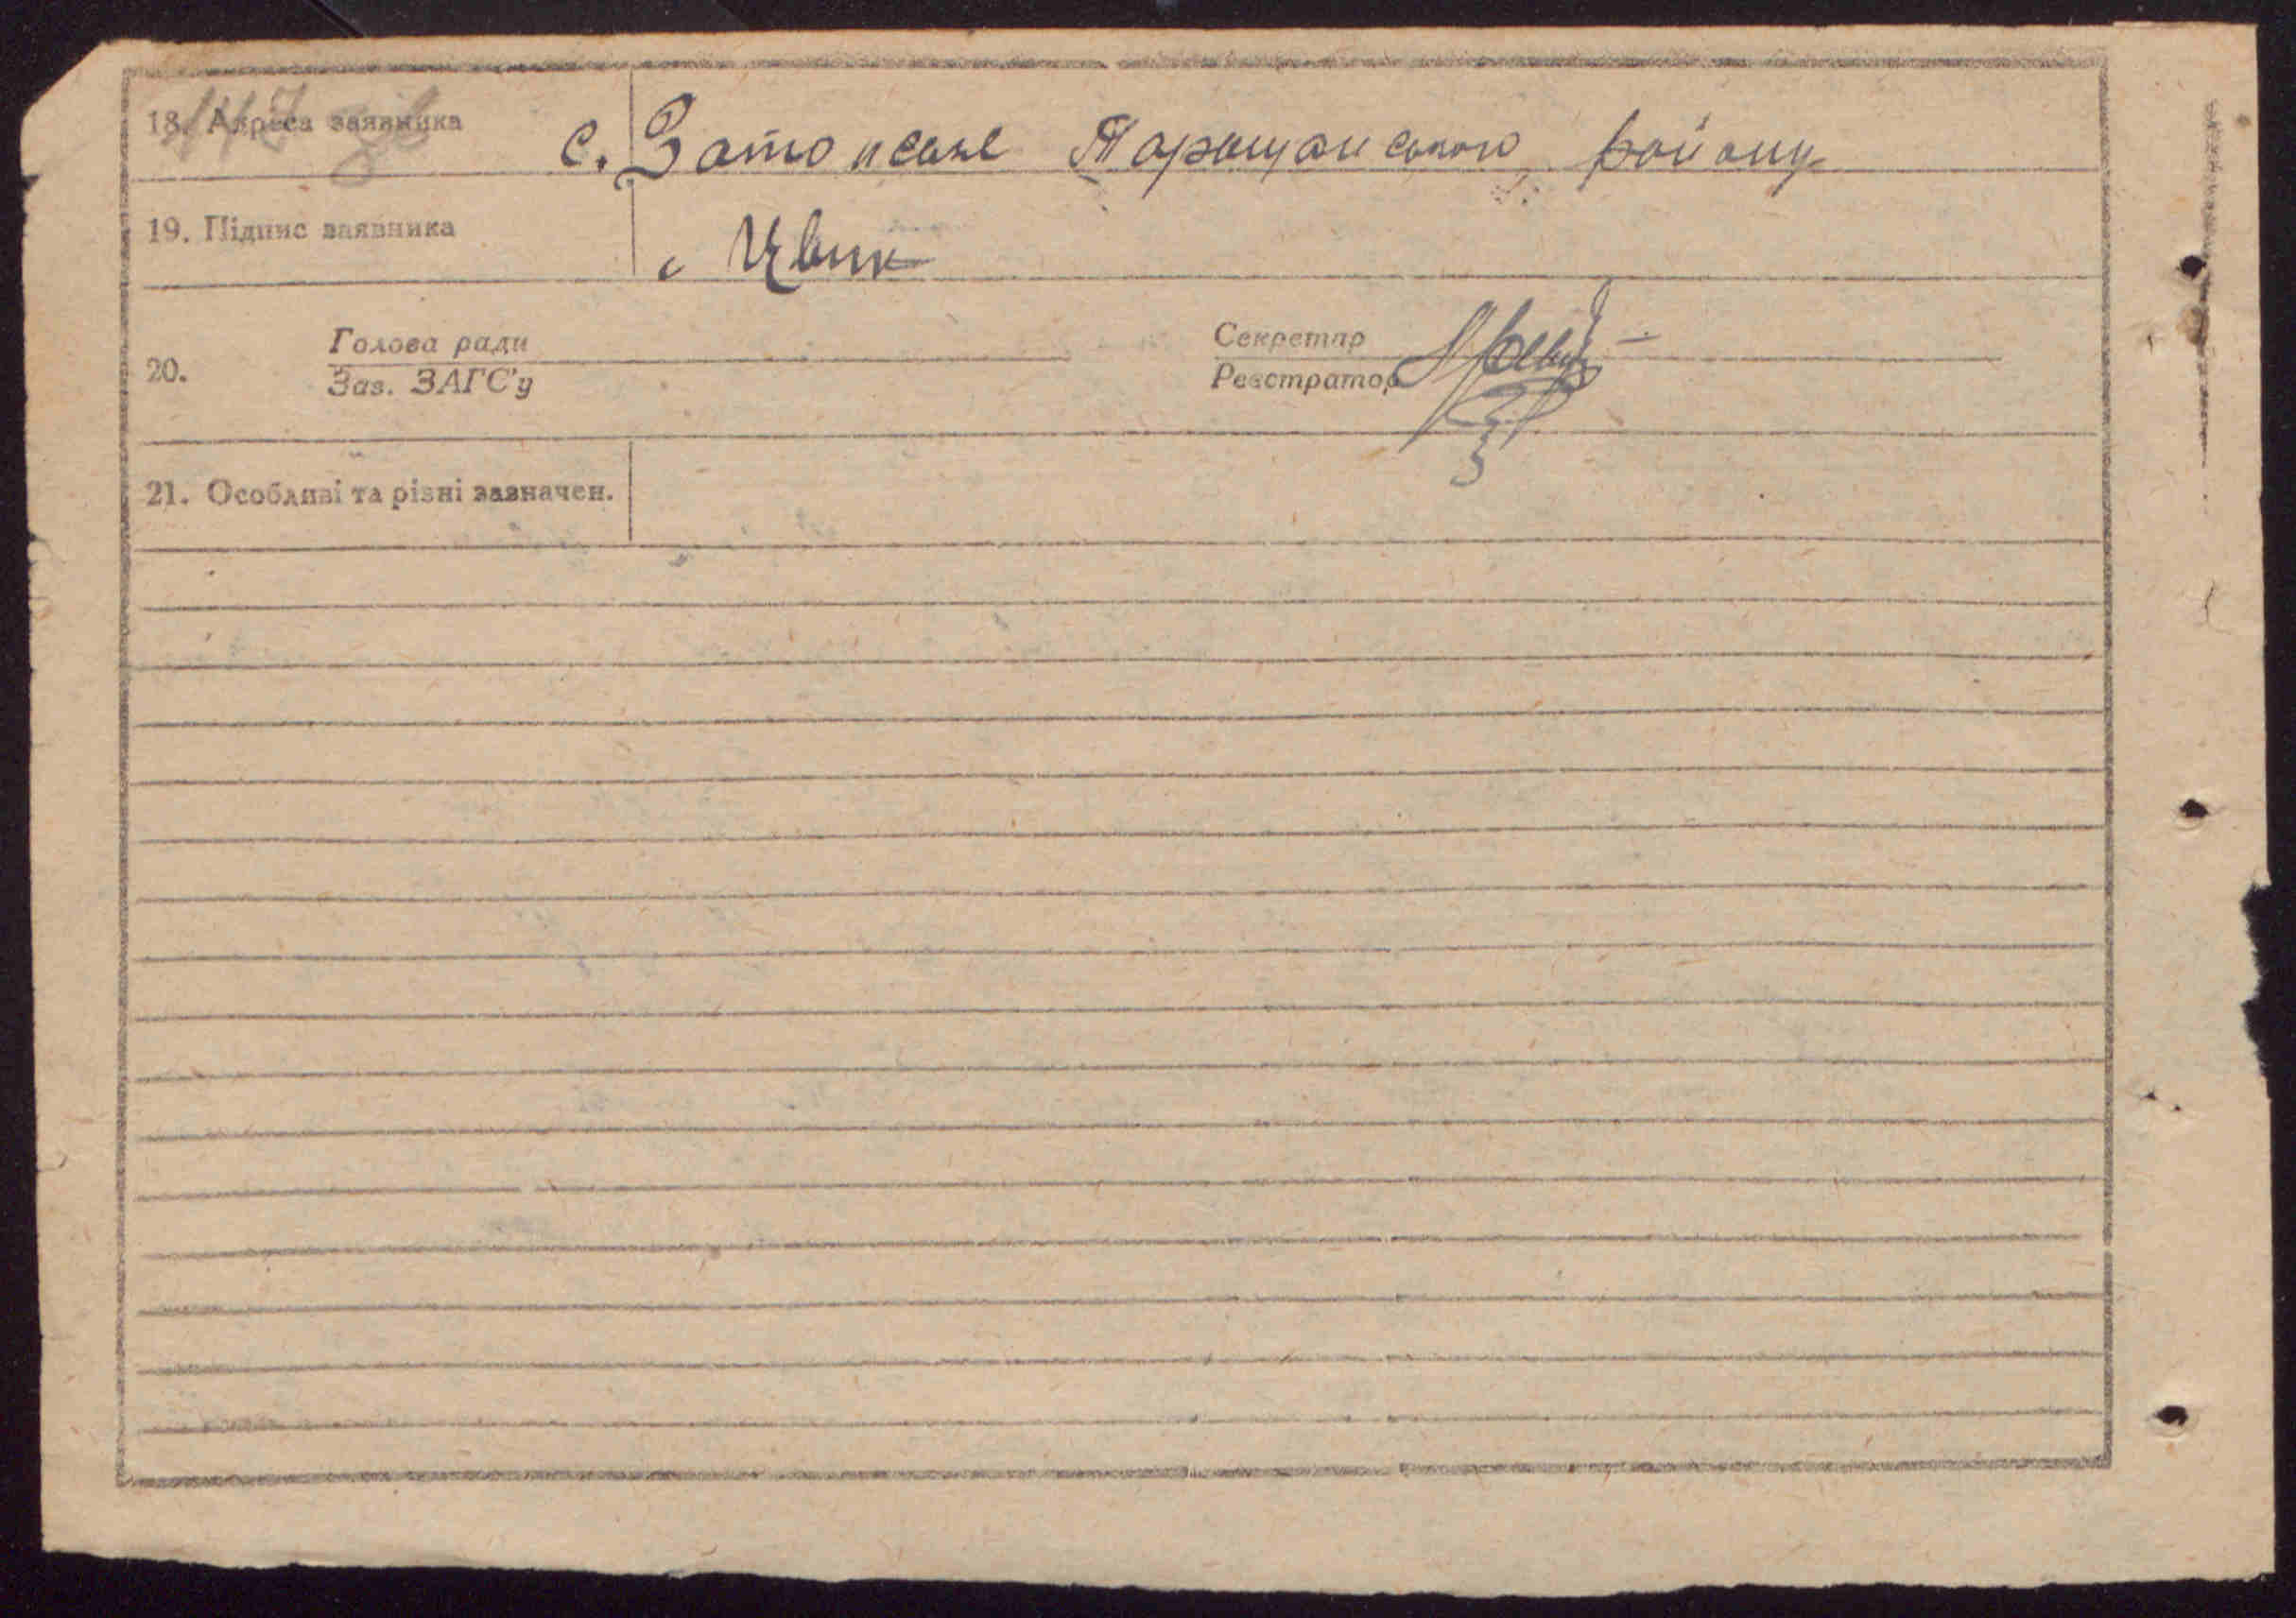 18. Адреса заявника с. Затонське Таращанського району
19. Підпис заявника Цвик
20. Голова ради Секретар
Зав. ЗАГС'у Реєстратор
21. Особливі та різні зазначен.